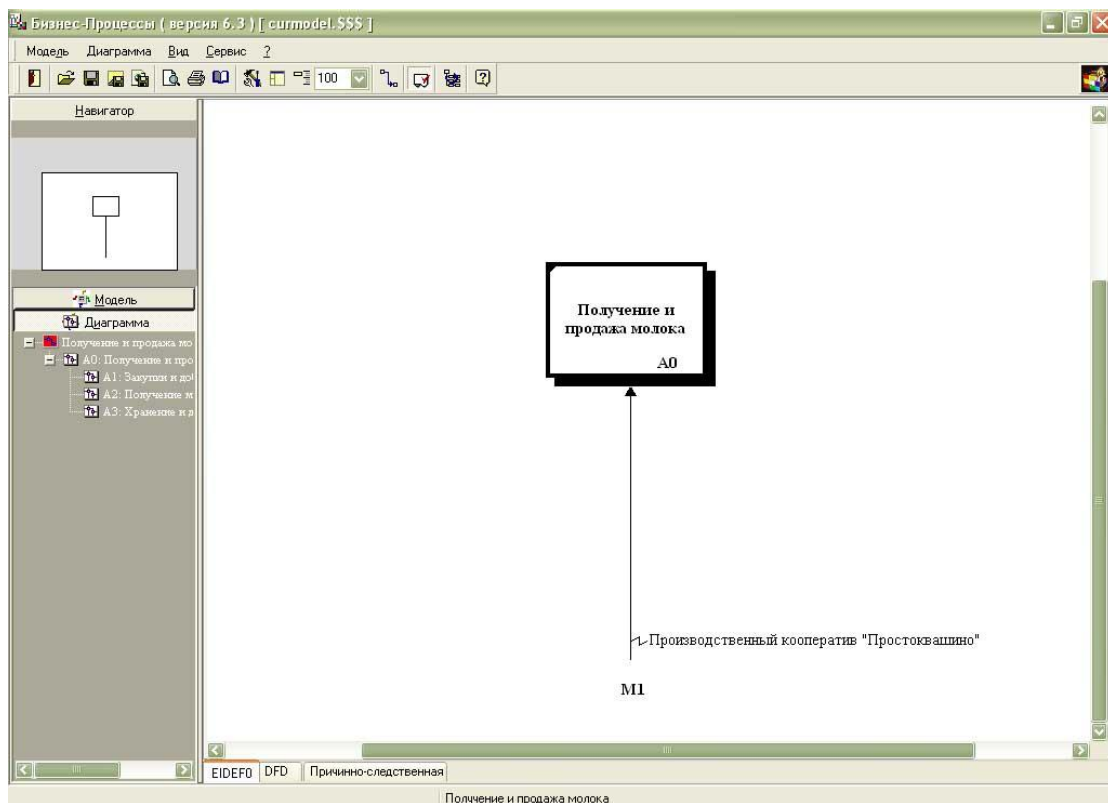 Бизнес-Процессы ( версия 6.3 ) [ curmodel.SSS ]
Модель Диаграмма Вид Сервис ?
100
Навигатор
Модель
Диаграмма
Получение и продажа мо
A0: Получение и про
A1: Закупки и до
A2: Получение м
A3: Хранение и д
Получение и
продажа молока
A0
Производственный кооператив "Простоквашино"
M1
EIDEF0 DFD Причинно-следственная
Получение и продажа молока